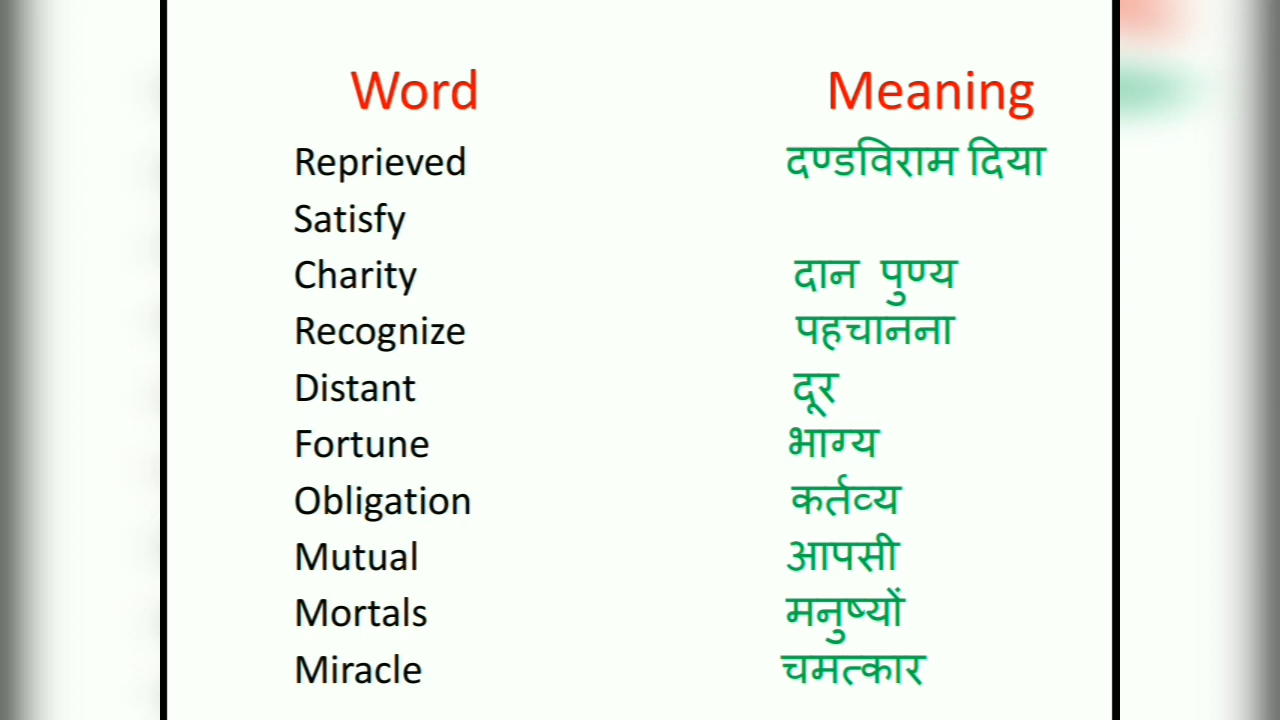 Word Meaning
Reprieved दण्डविराम दिया
Satisfy
Charity दान पुण्य
Recognize पहचानना
Distant दूर
Fortune भाग्य
Obligation कर्तव्य
Mutual आपसी
Mortals मनुष्यों
Miracle चमत्कार